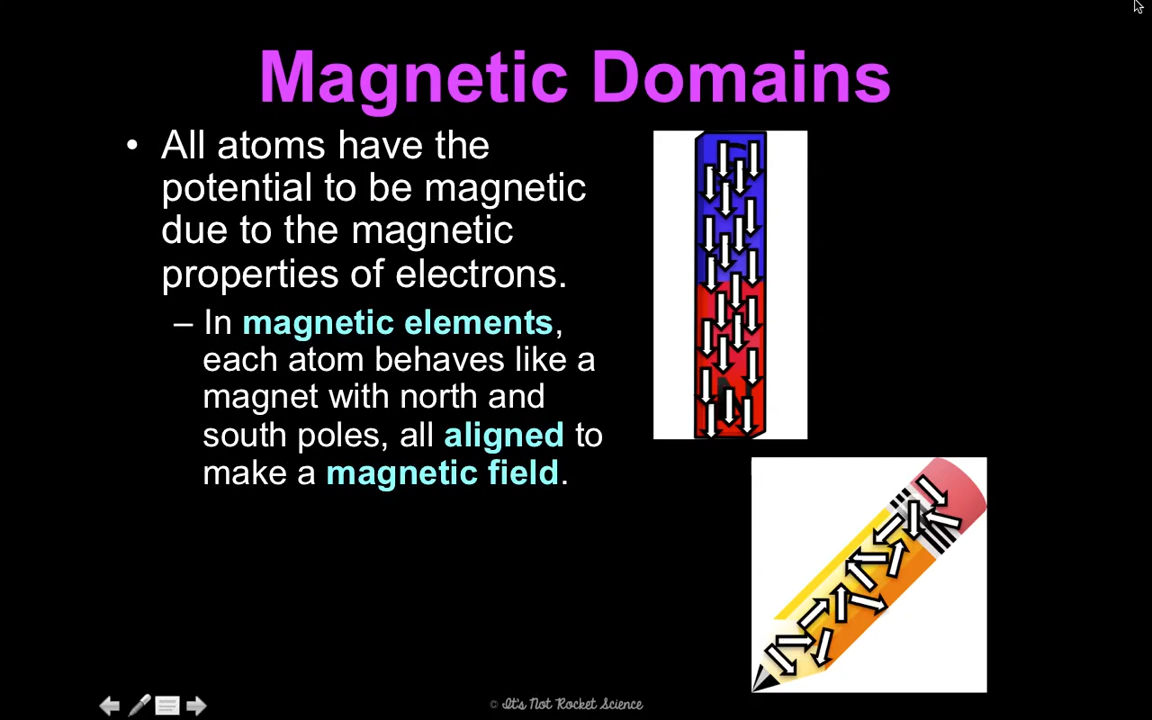 Magnetic Domains
• All atoms have the
potential to be magnetic
due to the magnetic
properties of electrons.
– In magnetic elements,
each atom behaves like a
magnet with north and
south poles, all aligned to
make a magnetic field.
© It's Not Rocket Science